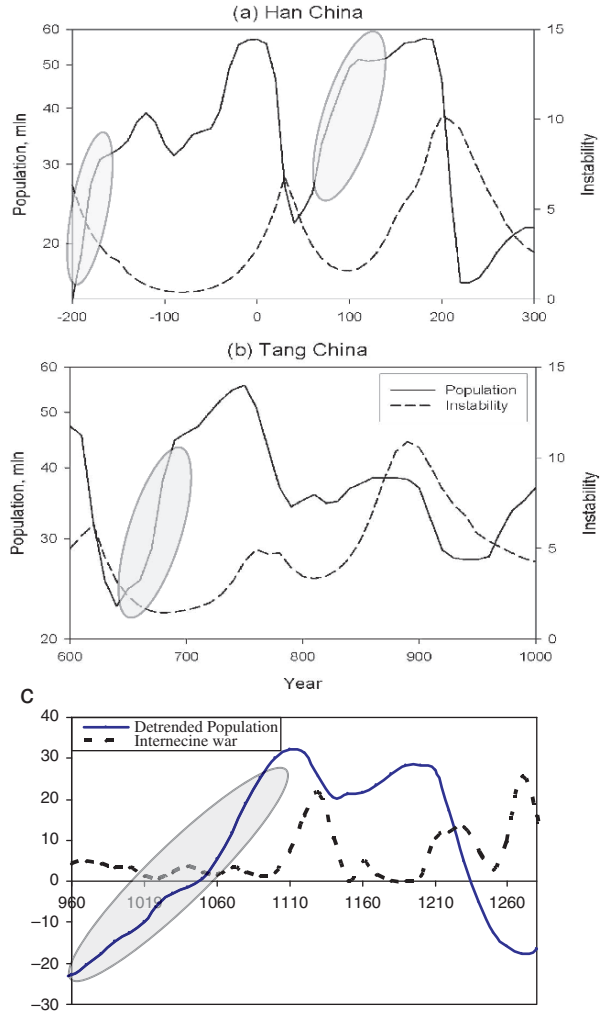 (a) Han China
60
50
40
30
20
15
10
5
0
Population, mln
Instability
-200 -100 0 100 200 300
(b) Tang China
60
50
40
30
20
15
10
5
0
Population
Instability
Population, mln
Instability
600 700 800 900 1000
Year
C
40
30
20
10
0
−10
−20
−30
Detrended Population
Internecine war
960 1010 1060 1110 1160 1210 1260